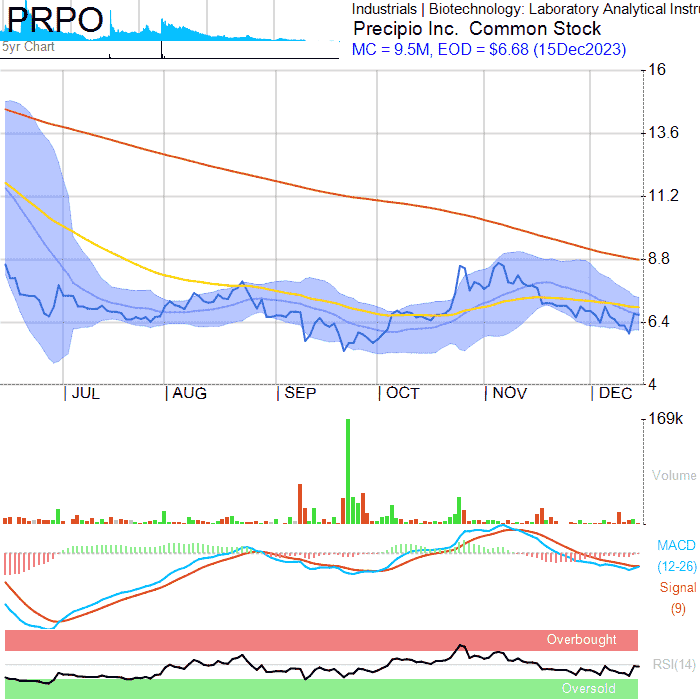 PRPO
5yr Chart
Industrials | Biotechnology: Laboratory Analytical Instru
Precipio Inc. Common Stock
MC = 9.5M, EOD = $6.68 (15Dec2023)
16
13.6
11.2
8.8
6.4
4
JUL AUG SEP OCT NOV DEC
169k
Volume
MACD
(12-26)
Signal
(9)
Overbought
RSI(14)
Oversold